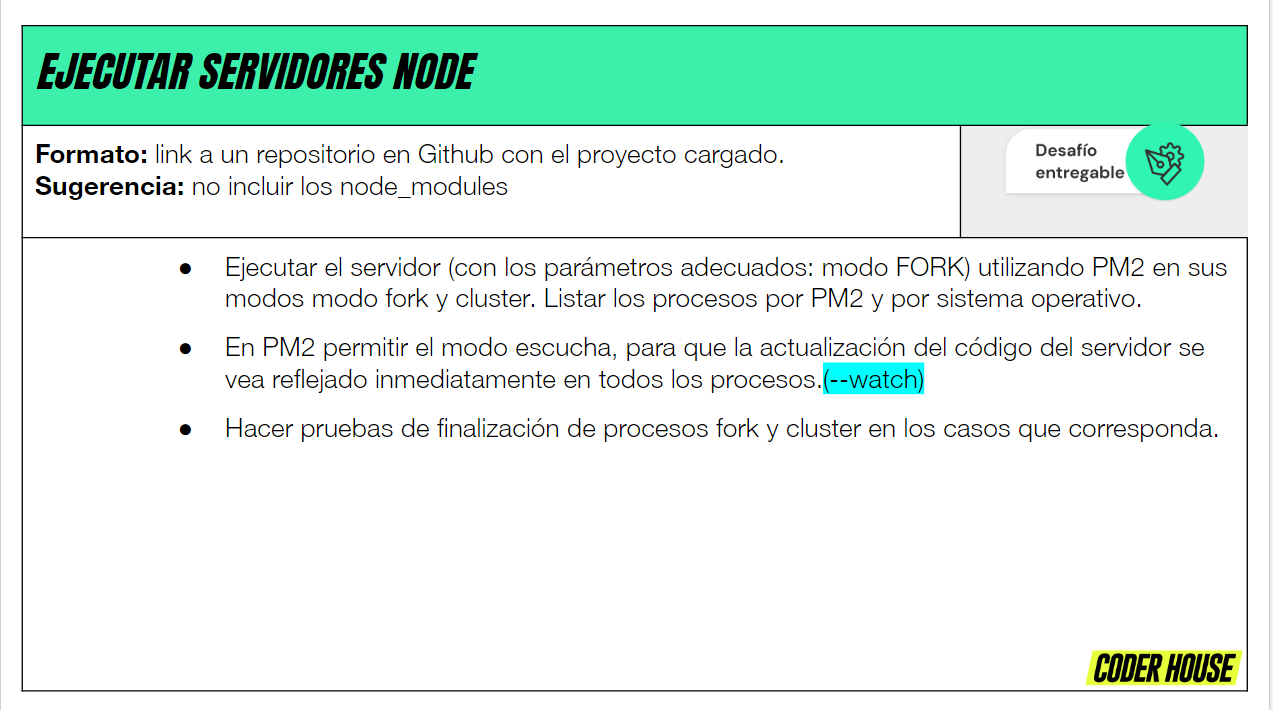 EJECUTAR SERVIDORES NODE
Formato: link a un repositorio en Github con el proyecto cargado.
Sugerencia: no incluir los node_modules
Desafío
entregable
● Ejecutar el servidor (con los parámetros adecuados: modo FORK) utilizando PM2 en sus
modos modo fork y cluster. Listar los procesos por PM2 y por sistema operativo.
● En PM2 permitir el modo escucha, para que la actualización del código del servidor se
vea reflejado inmediatamente en todos los procesos.(--watch)
● Hacer pruebas de finalización de procesos fork y cluster en los casos que corresponda.
CODER HOUSE